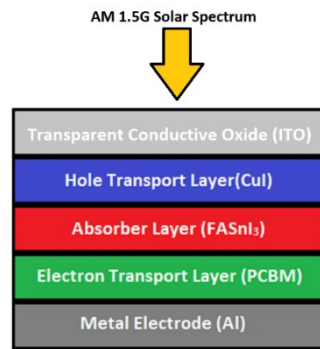 AM 1.5G Solar Spectrum
Transparent Conductive Oxide (ITO)
Hole Transport Layer(CuI)
Absorber Layer (FASnI₃)
Electron Transport Layer (PCBM)
Metal Electrode (Al)